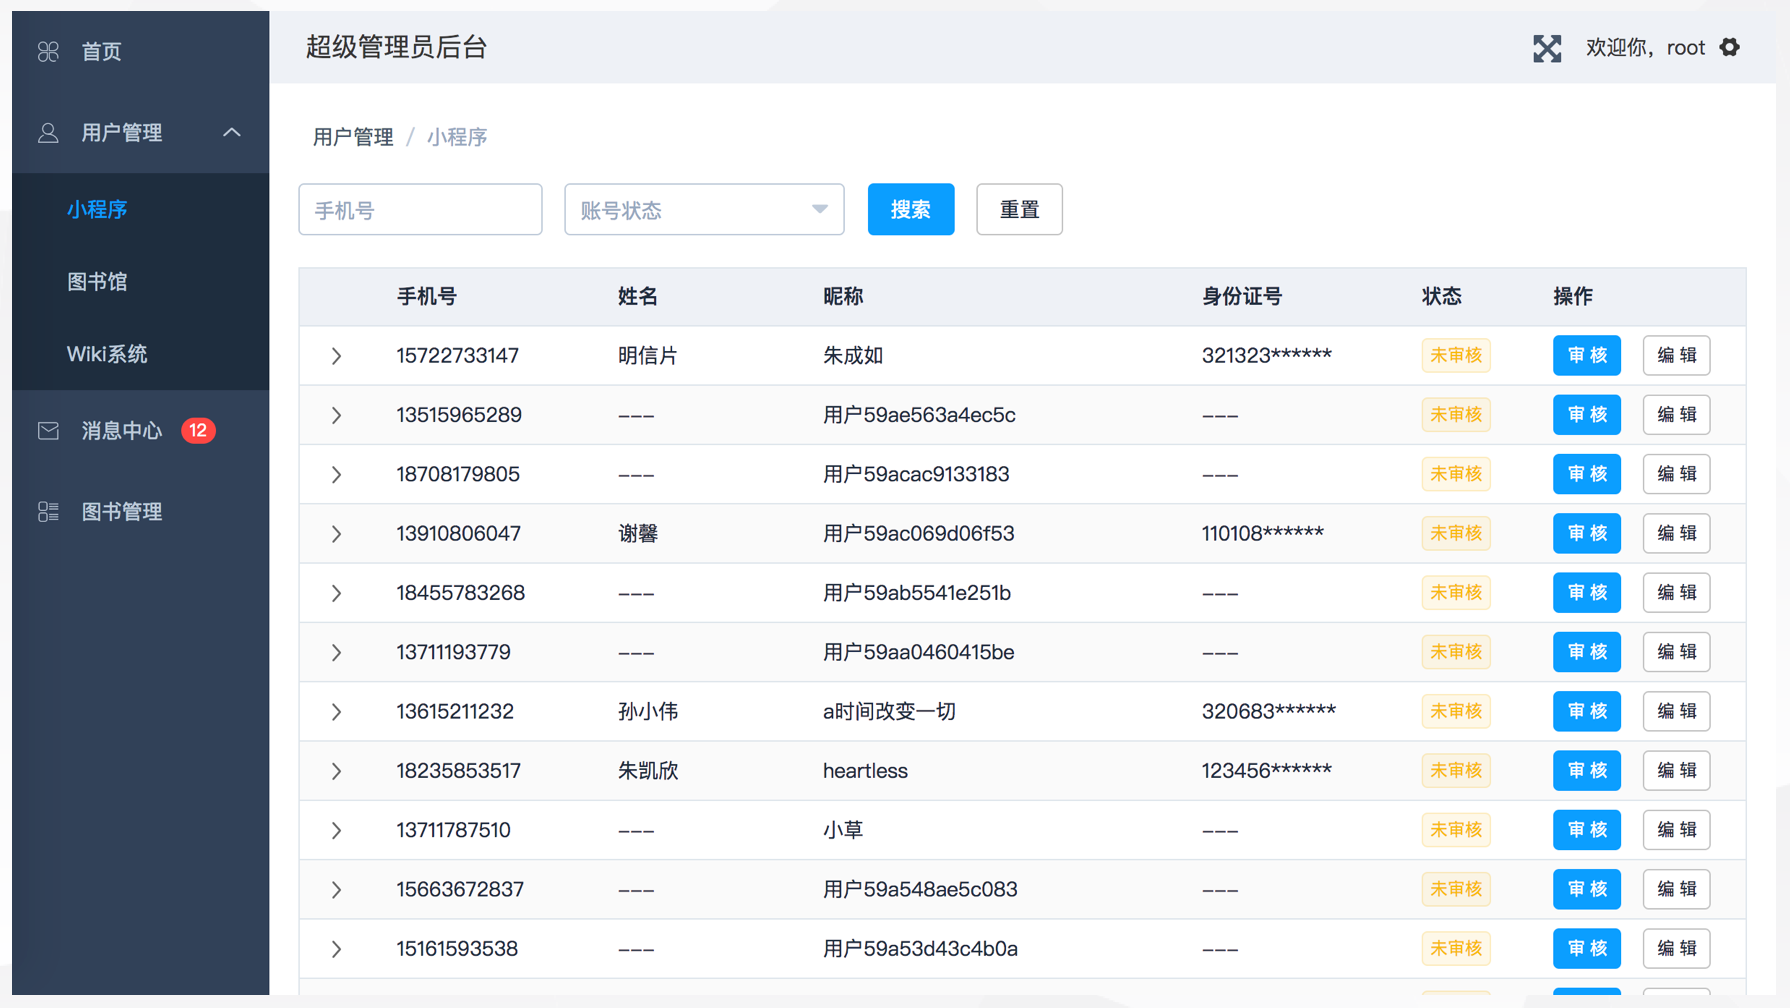 首页
用户管理
小程序
图书馆
Wiki系统
消息中心 12
图书管理
超级管理员后台
欢迎你，root
用户管理 / 小程序
手机号 账号状态 搜索 重置
手机号 姓名 昵称 身份证号 状态 操作
15722733147 明信片 朱成如 321323****** 未审核 审 核 编 辑
13515965289 --- 用户59ae563a4ec5c --- 未审核 审 核 编 辑
18708179805 --- 用户59acac9133183 --- 未审核 审 核 编 辑
13910806047 谢馨 用户59ac069d06f53 110108****** 未审核 审 核 编 辑
18455783268 --- 用户59ab5541e251b --- 未审核 审 核 编 辑
13711193779 --- 用户59aa0460415be --- 未审核 审 核 编 辑
13615211232 孙小伟 a时间改变一切 320683****** 未审核 审 核 编 辑
18235853517 朱凯欣 heartless 123456****** 未审核 审 核 编 辑
13711787510 --- 小草 --- 未审核 审 核 编 辑
15663672837 --- 用户59a548ae5c083 --- 未审核 审 核 编 辑
15161593538 --- 用户59a53d43c4b0a --- 未审核 审 核 编 辑